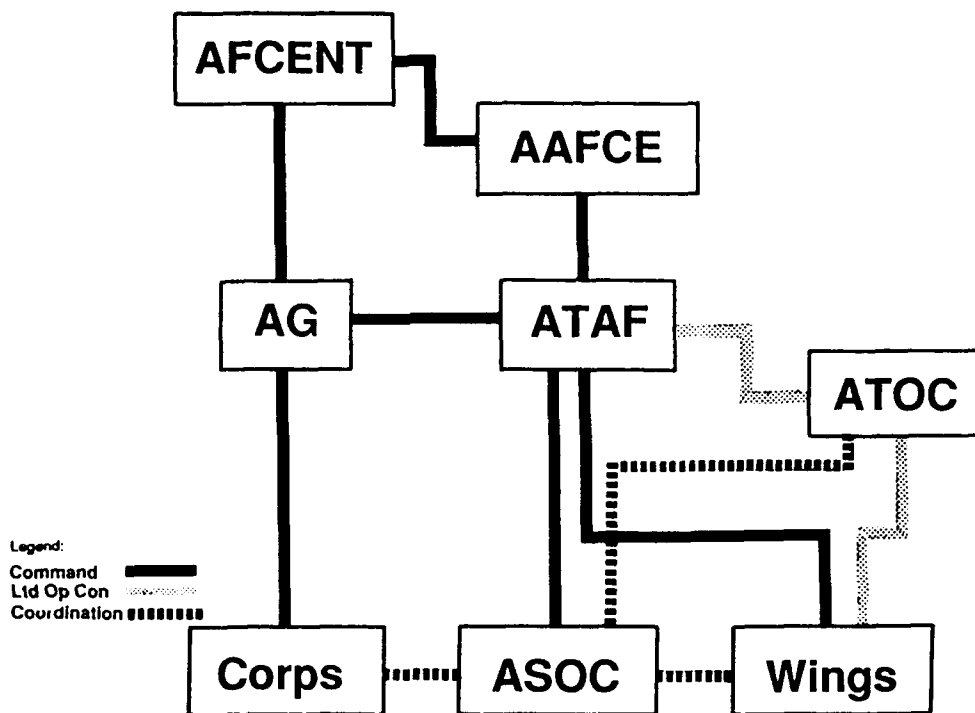 AFCENT
AAFCE
AG
ATAF
ATOC
Legend:
Command
Ltd Op Con
Coordination
Corps
ASOC
Wings